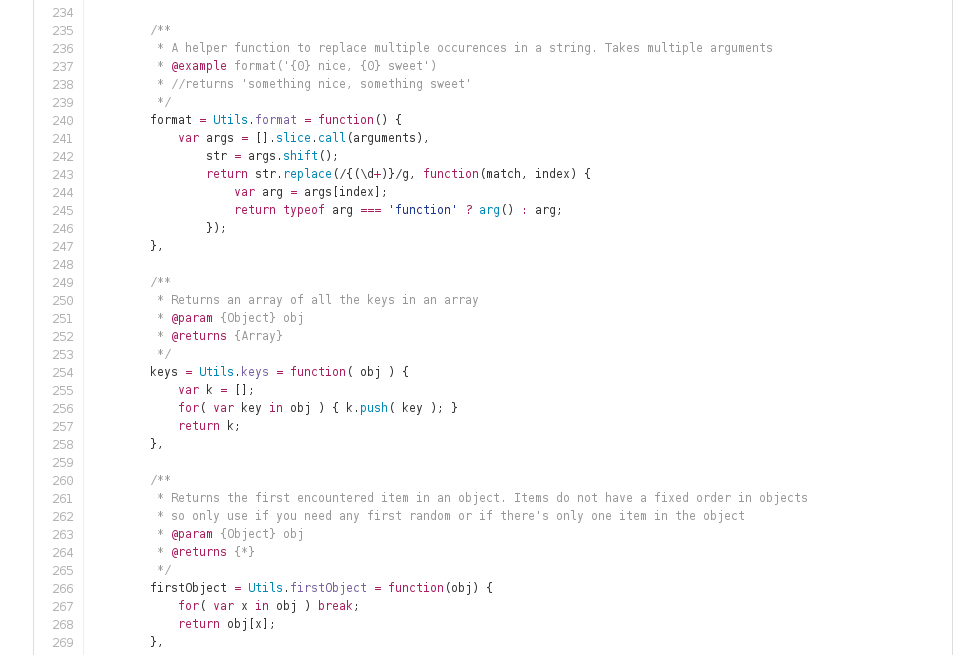 234
235 /**
236  * A helper function to replace multiple occurences in a string. Takes multiple arguments
237  * @example format('{0} nice, {0} sweet')
238  * //returns 'something nice, something sweet'
239  */
240 format = Utils.format = function() {
241     var args = [].slice.call(arguments),
242         str = args.shift();
243         return str.replace(/{(\d+)}/g, function(match, index) {
244             var arg = args[index];
245             return typeof arg === 'function' ? arg() : arg;
246         });
247 },
248
249 /**
250  * Returns an array of all the keys in an array
251  * @param {Object} obj
252  * @returns {Array}
253  */
254 keys = Utils.keys = function( obj ) {
255     var k = [];
256     for( var key in obj ) { k.push( key ); }
257     return k;
258 },
259
260 /**
261  * Returns the first encountered item in an object. Items do not have a fixed order in objects
262  * so only use if you need any first random or if there's only one item in the object
263  * @param {Object} obj
264  * @returns {*}
265  */
266 firstObject = Utils.firstObject = function(obj) {
267     for( var x in obj ) break;
268     return obj[x];
269 },